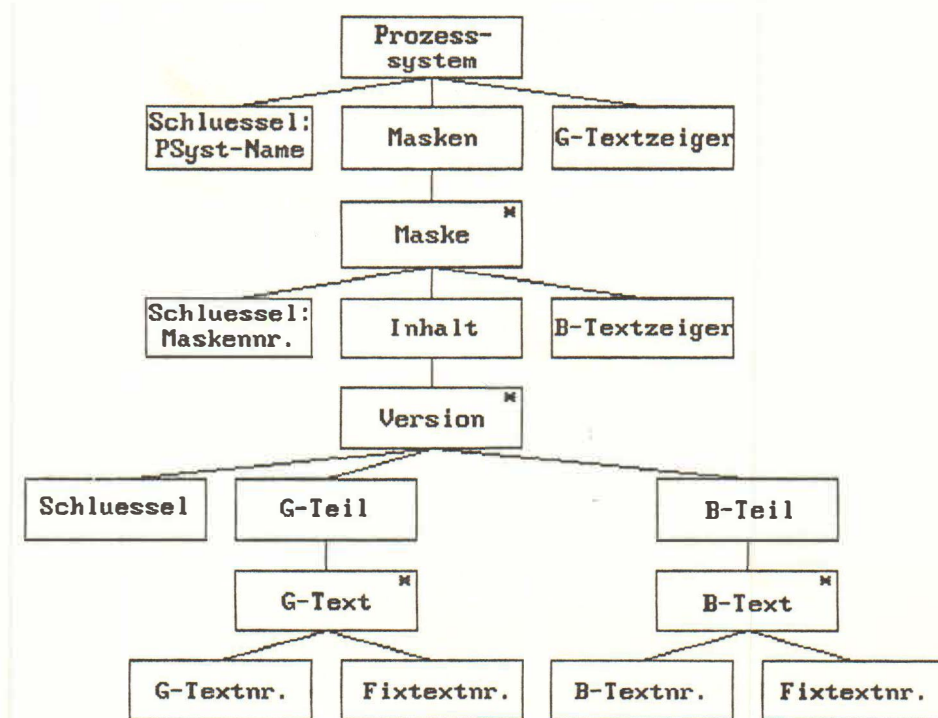 Prozess-
system
Schluessel:
PSyst-Name
Masken
G-Textzeiger
*
Maske
Schluessel:
Maskennr.
Inhalt
B-Textzeiger
*
Version
Schluessel
G-Teil
B-Teil
*
G-Text
*
B-Text
G-Textnr.
Fixtextnr.
B-Textnr.
Fixtextnr.